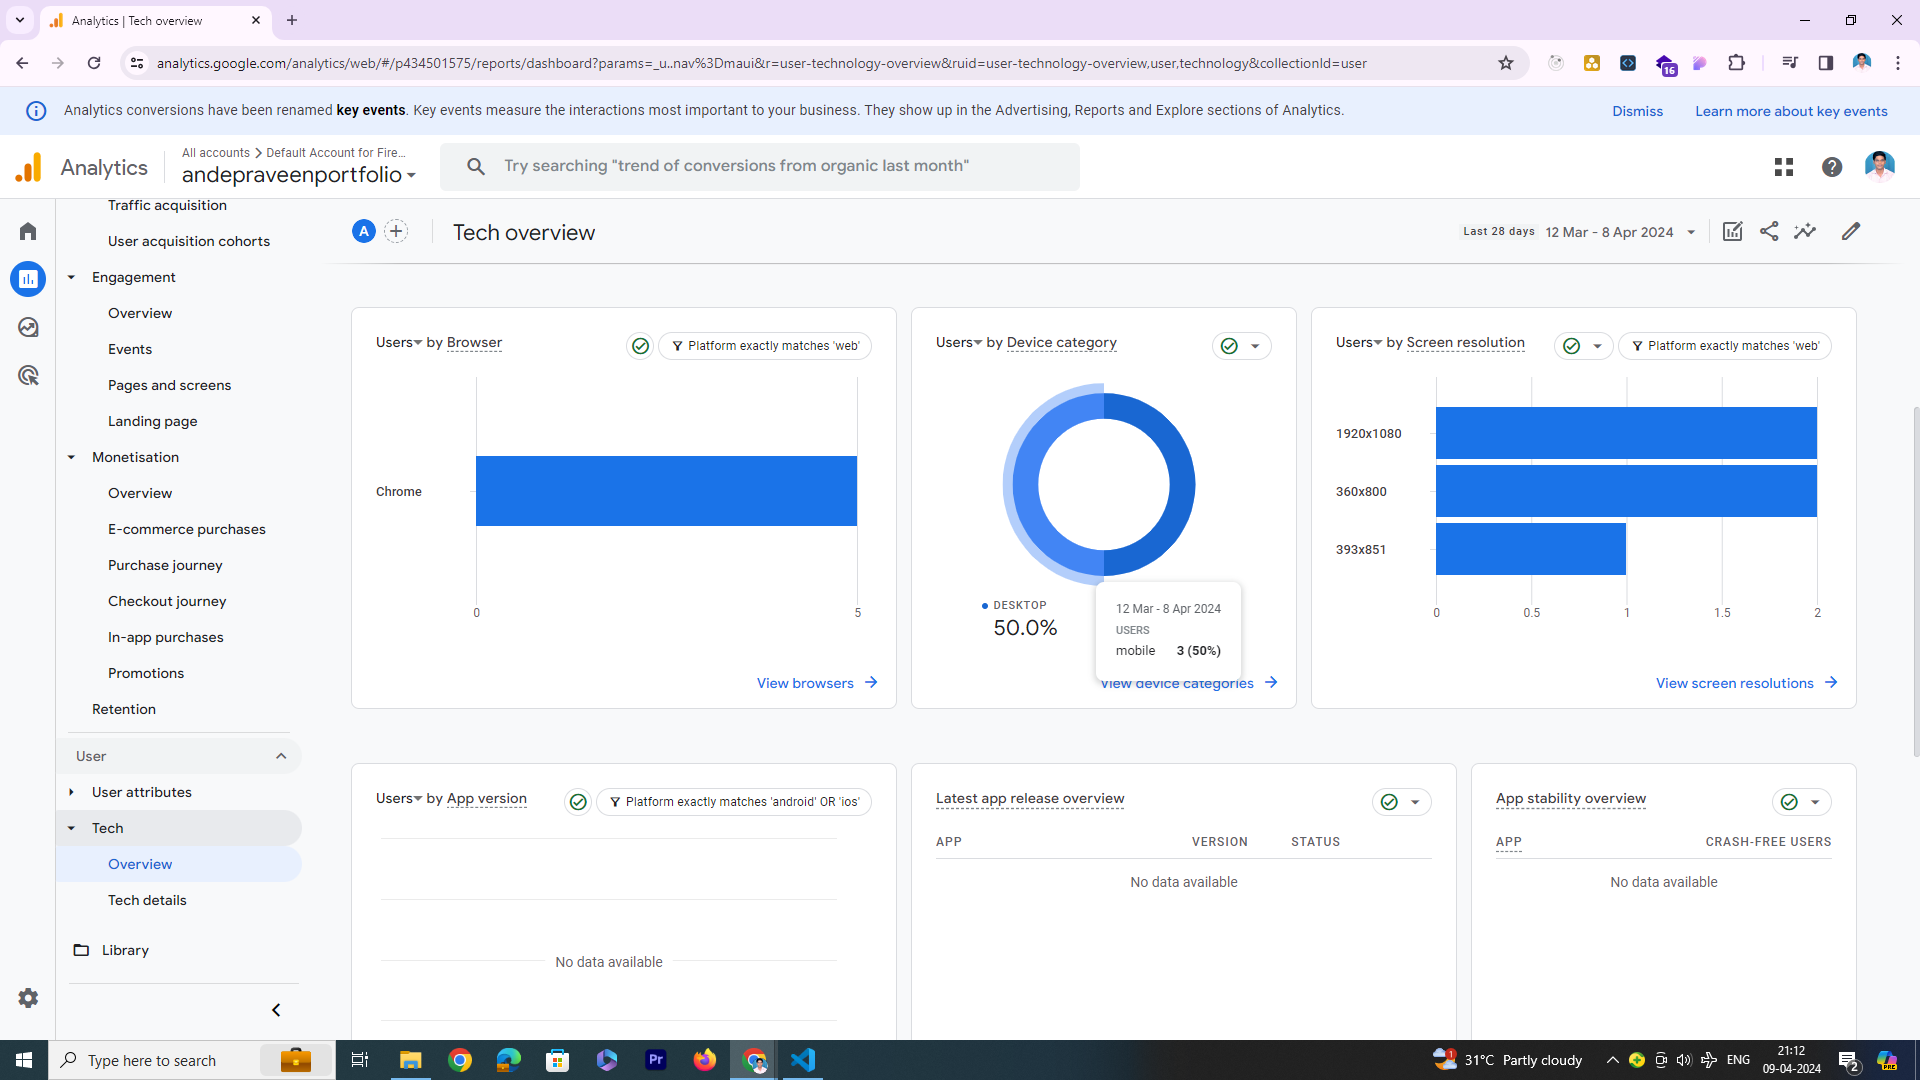 Analytics | Tech overview
analytics.google.com/analytics/web/#/p434501575/reports/dashboard?params=_u..nav%3Dmaui&r=user-technology-overview&ruid=user-technology-overview,user,technology&collectionId=user
16
Analytics conversions have been renamed key events. Key events measure the interactions most important to your business. They show up in the Advertising, Reports and Explore sections of Analytics.
Dismiss
Learn more about key events
Analytics
All accounts > Default Account for Fire...
andepraveenportfolio
Try searching "trend of conversions from organic last month"
Traffic acquisition
User acquisition cohorts
Engagement
Overview
Events
Pages and screens
Landing page
Monetisation
Overview
E-commerce purchases
Purchase journey
Checkout journey
In-app purchases
Promotions
Retention
User
User attributes
Tech
Overview
Tech details
Library
A
Tech overview
Last 28 days 12 Mar - 8 Apr 2024
Users by Browser
Platform exactly matches 'web'
Chrome
0 5
View browsers
Users by Device category
DESKTOP
50.0%
12 Mar - 8 Apr 2024
USERS
mobile 3 (50%)
View device categories
Users by Screen resolution
Platform exactly matches 'web'
1920x1080
360x800
393x851
0 0.5 1 1.5 2
View screen resolutions
Users by App version
Platform exactly matches 'android' OR 'ios'
No data available
Latest app release overview
APP VERSION STATUS
No data available
App stability overview
APP CRASH-FREE USERS
No data available
Type here to search
Pr
1
31°C Partly cloudy
ENG
21:12
09-04-2024
2
PRE